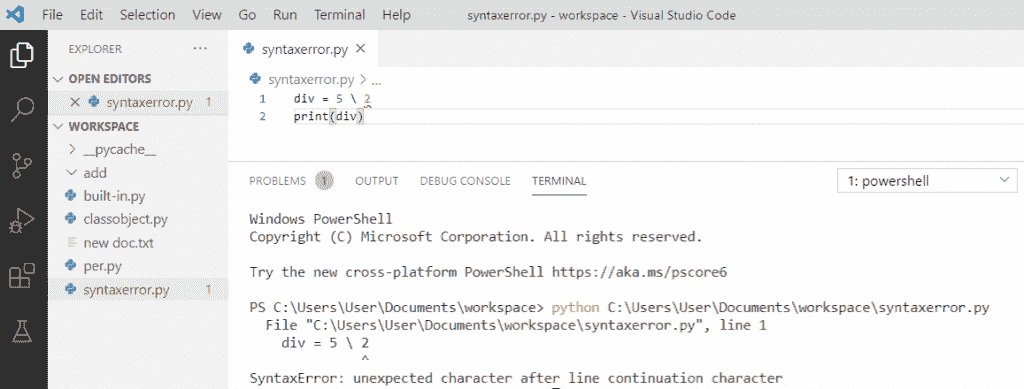 File Edit Selection View Go Run Terminal Help syntaxerror.py - workspace - Visual Studio Code
EXPLORER ...
OPEN EDITORS
syntaxerror.py 1
WORKSPACE
__pycache__
add
built-in.py
classobject.py
new doc.txt
per.py
syntaxerror.py 1
syntaxerror.py
syntaxerror.py > ...
1 div = 5 \ 2
2 print(div)
PROBLEMS 1 OUTPUT DEBUG CONSOLE TERMINAL 1: powershell
Windows PowerShell
Copyright (C) Microsoft Corporation. All rights reserved.
Try the new cross-platform PowerShell https://aka.ms/pscore6
PS C:\Users\User\Documents\workspace> python C:\Users\User\Documents\workspace\syntaxerror.py
File "C:\Users\User\Documents\workspace\syntaxerror.py", line 1
div = 5 \ 2
^
SyntaxError: unexpected character after line continuation character